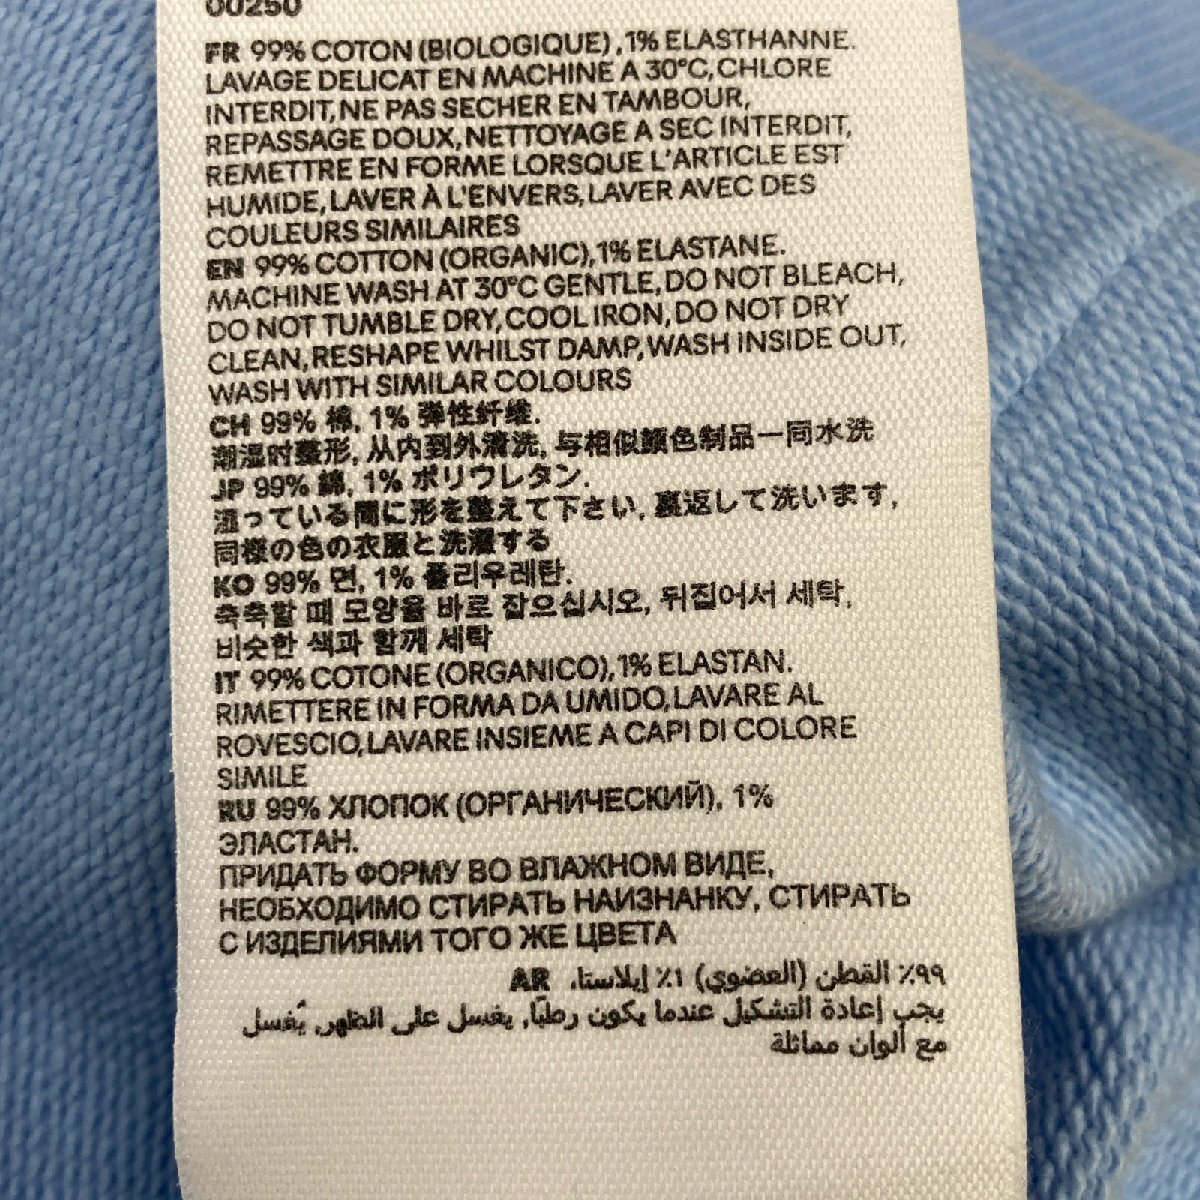 00250
FR 99% COTON (BIOLOGIQUE), 1% ELASTHANNE.
LAVAGE DELICAT EN MACHINE A 30°C, CHLORE
INTERDIT, NE PAS SECHER EN TAMBOUR,
REPASSAGE DOUX, NETTOYAGE A SEC INTERDIT,
REMETTRE EN FORME LORSQUE L'ARTICLE EST
HUMIDE, LAVER À L'ENVERS, LAVER AVEC DES
COULEURS SIMILAIRES
EN 99% COTTON (ORGANIC), 1% ELASTANE.
MACHINE WASH AT 30°C GENTLE, DO NOT BLEACH,
DO NOT TUMBLE DRY, COOL IRON, DO NOT DRY
CLEAN, RESHAPE WHILST DAMP, WASH INSIDE OUT,
WASH WITH SIMILAR COLOURS
CH 99% 棉, 1% 弹性纤维.
潮湿时整形, 从内到外清洗, 与相似颜色制品一同水洗
JP 99% 綿, 1% ポリウレタン.
湿っている間に形を整えて下さい, 裏返して洗います,
同様の色の衣服と洗濯する
KO 99% 면, 1% 폴리우레탄.
축축할 때 모양을 바로 잡으십시오, 뒤집어서 세탁,
비슷한 색과 함께 세탁
IT 99% COTONE (ORGANICO), 1% ELASTAN.
RIMETTERE IN FORMA DA UMIDO, LAVARE AL
ROVESCIO, LAVARE INSIEME A CAPI DI COLORE
SIMILE
RU 99% ХЛОПОК (ОРГАНИЧЕСКИЙ), 1%
ЭЛАСТАН.
ПРИДАТЬ ФОРМУ ВО ВЛАЖНОМ ВИДЕ,
НЕОБХОДИМО СТИРАТЬ НАИЗНАНКУ, СТИРАТЬ
С ИЗДЕЛИЯМИ ТОГО ЖЕ ЦВЕТА
٩٩٪ القطن (العضوي) ١٪ إيلاستا، AR
يجب إعادة التشكيل عندما يكون رطبًا, يغسل على الظهر, يُغسل
مع ألوان مماثلة